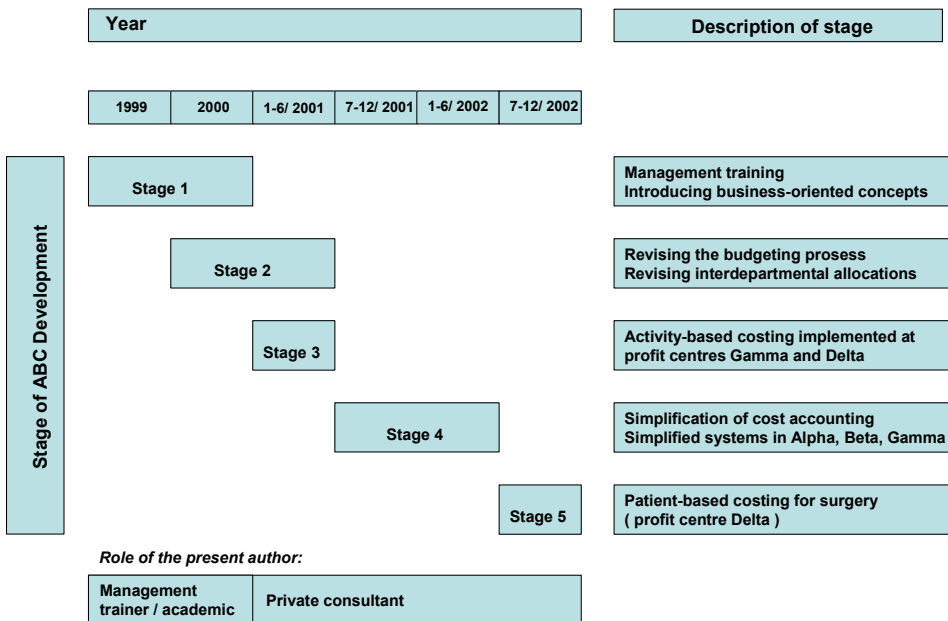 Year
Description of stage
1999
2000
1-6/ 2001
7-12/ 2001
1-6/ 2002
7-12/ 2002
Stage of ABC Development
Stage 1
Management training
Introducing business-oriented concepts
Stage 2
Revising the budgeting prosess
Revising interdepartmental allocations
Stage 3
Activity-based costing implemented at
profit centres Gamma and Delta
Stage 4
Simplification of cost accounting
Simplified systems in Alpha, Beta, Gamma
Stage 5
Patient-based costing for surgery
( profit centre Delta )
Role of the present author:
Management
trainer / academic
Private consultant